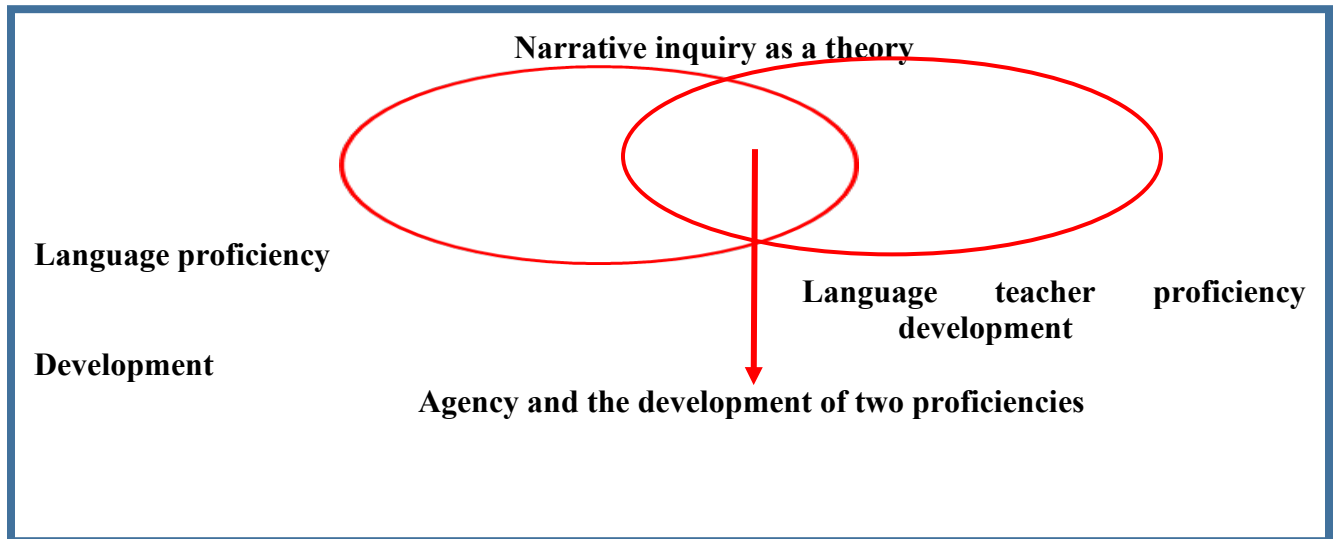 Narrative inquiry as a theory
Language proficiency
Language teacher proficiency
development
Development
Agency and the development of two proficiencies